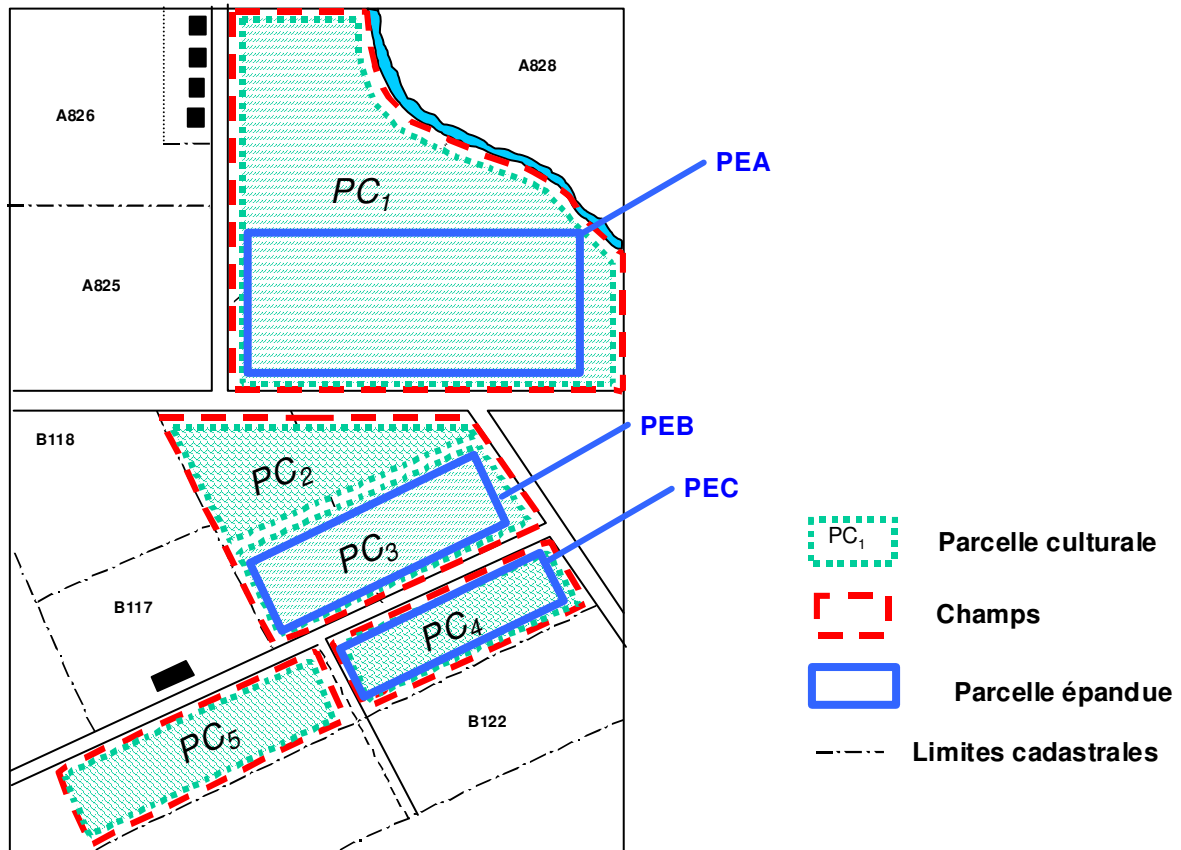 A828
A826
PEA
PC1
A825
PEB
B118
PC2
PEC
PC3
PC1
Parcelle culturale
B117
Champs
PC4
Parcelle épandue
B122
PC5
Limites cadastrales